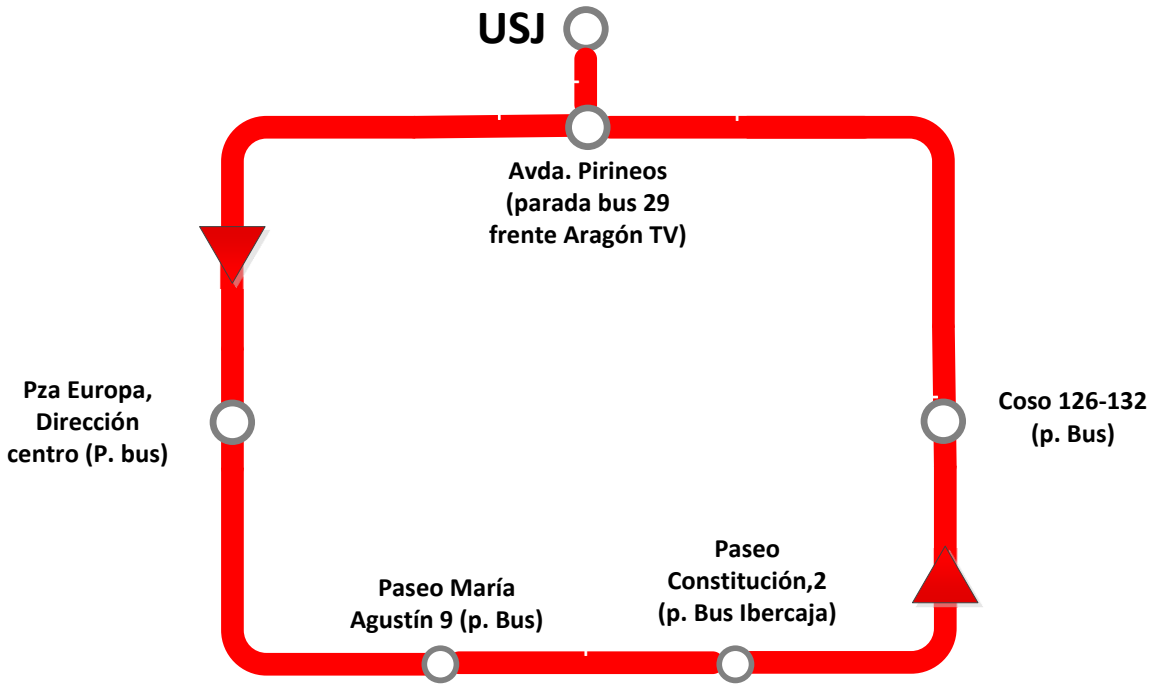 USJ
Avda. Pirineos
(parada bus 29
frente Aragón TV)
Pza Europa,
Dirección
centro (P. bus)
Coso 126-132
(p. Bus)
Paseo María
Agustín 9 (p. Bus)
Paseo
Constitución,2
(p. Bus Ibercaja)